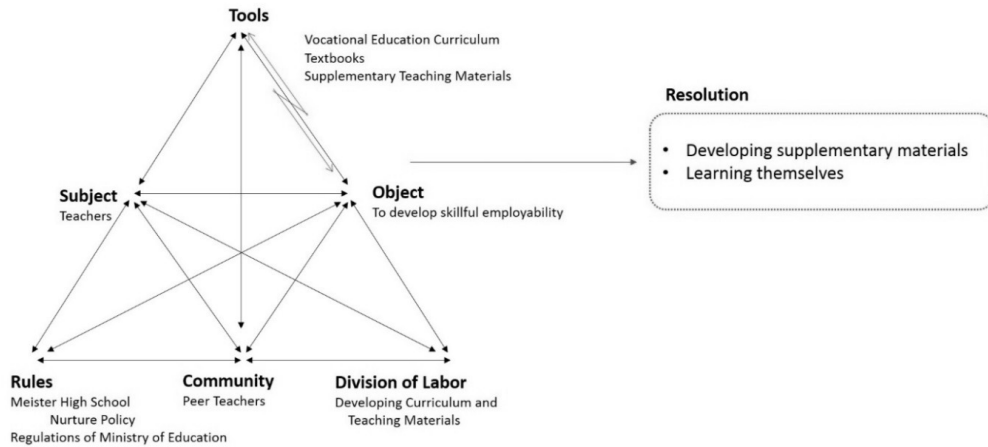 Tools
Vocational Education Curriculum
Textbooks
Supplementary Teaching Materials
Resolution
• Developing supplementary materials
• Learning themselves
Subject
Teachers
Object
To develop skillful employability
Rules
Meister High School
Nurture Policy
Regulations of Ministry of Education
Community
Peer Teachers
Division of Labor
Developing Curriculum and
Teaching Materials